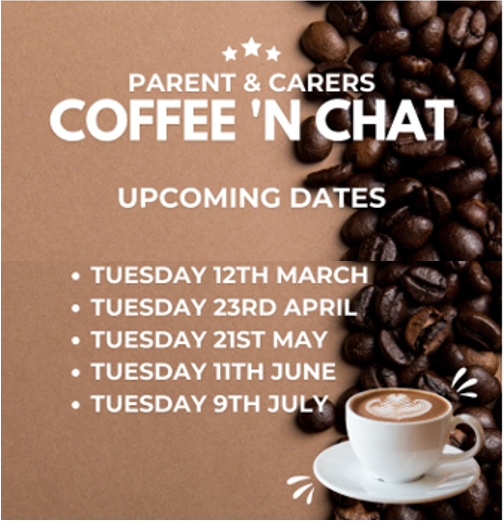 PARENT & CARERS
COFFEE 'N CHAT
UPCOMING DATES
• TUESDAY 12TH MARCH
• TUESDAY 23RD APRIL
• TUESDAY 21ST MAY
• TUESDAY 11TH JUNE
• TUESDAY 9TH JULY